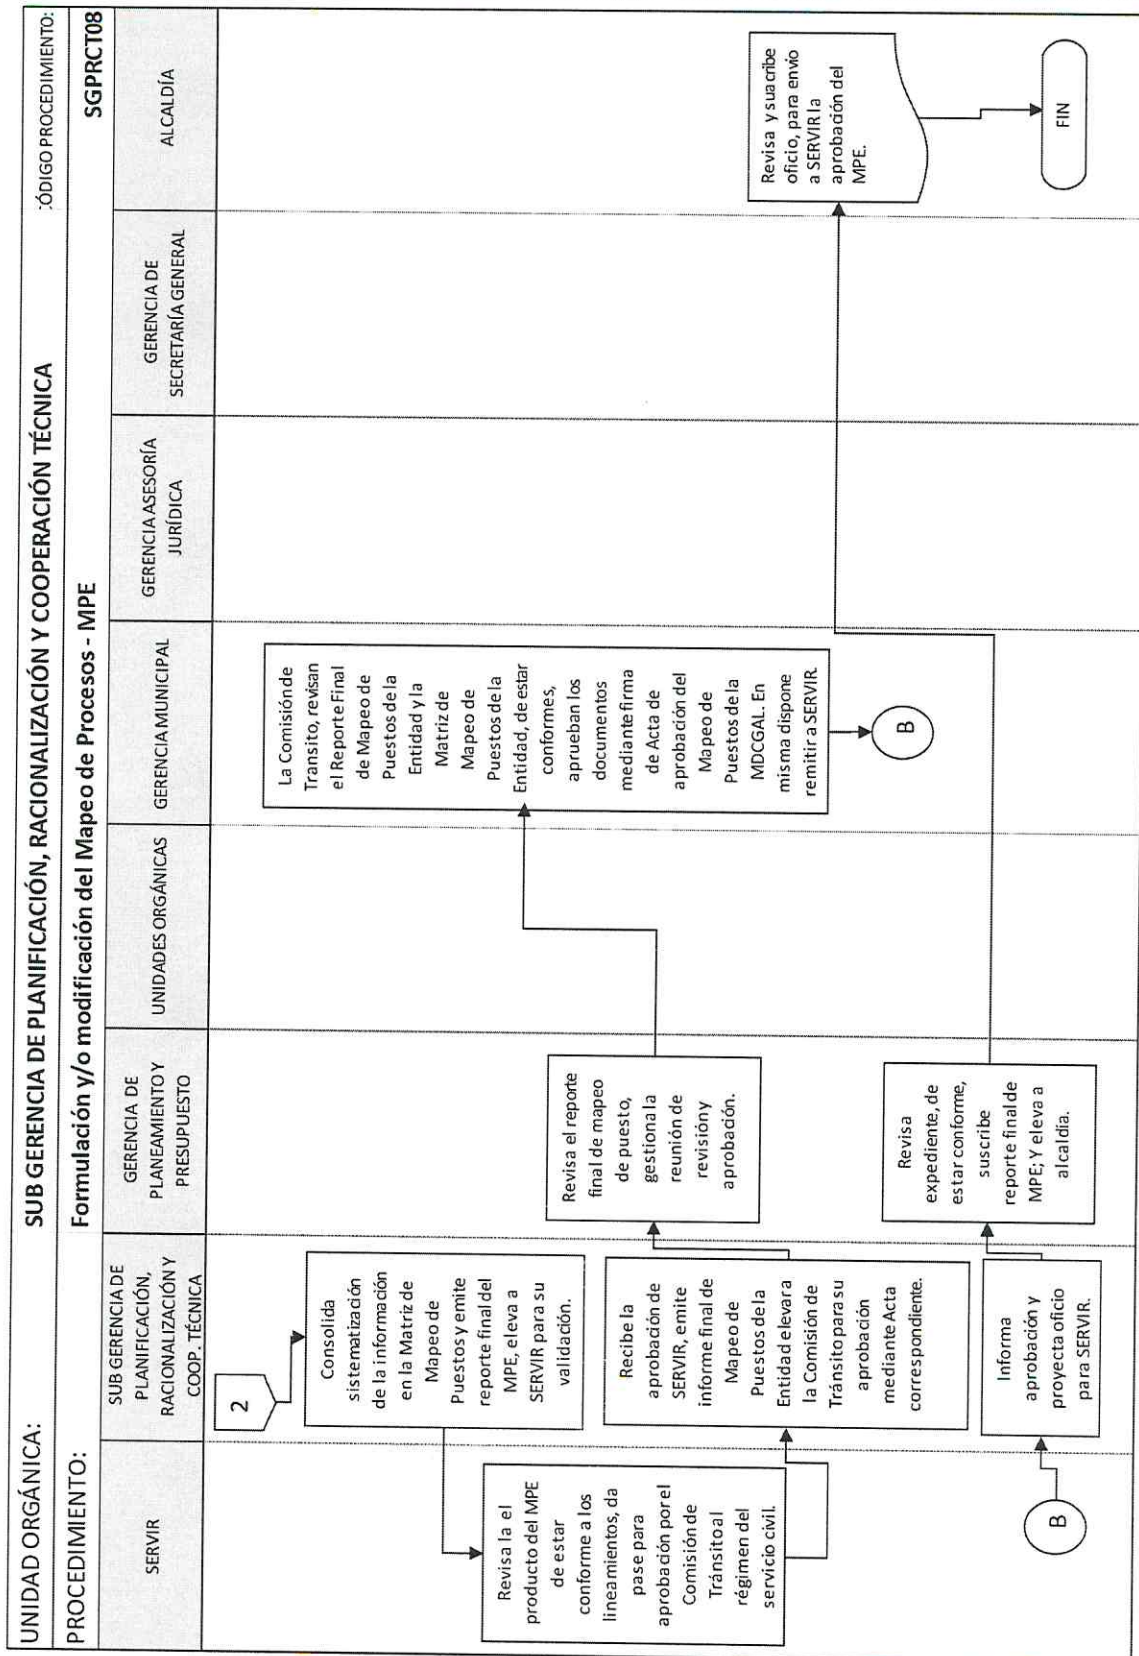 UNIDAD ORGÁNICA:
SUB GERENCIA DE PLANIFICACIÓN, RACIONALIZACIÓN Y COOPERACIÓN TÉCNICA
:ÓDIGO PROCEDIMIENTO:
PROCEDIMIENTO:
Formulación y/o modificación del Mapeo de Procesos - MPE
SGPRCT08
SERVIR
SUB GERENCIA DE
PLANIFICACIÓN,
RACIONALIZACIÓN Y
COOP. TÉCNICA
GERENCIA DE
PLANEAMIENTO Y
PRESUPUESTO
UNIDADES ORGÁNICAS
GERENCIA MUNICIPAL
GERENCIA ASESORÍA
JURÍDICA
GERENCIA DE
SECRETARÍA GENERAL
ALCALDÍA
2
Consolida
sistematización
de la información
en la Matriz de
Mapeo de
Puestos y emite
reporte final del
MPE, eleva a
SERVIR para su
validación.
Revisa la el
producto del MPE
de estar
conforme a los
lineamientos, da
pase para
aprobación por el
Comisión de
Tránsito al
régimen del
servicio civil.
Recibe la
aprobación de
SERVIR, emite
informe final de
Mapeo de
Puestos de la
Entidad elevar a
la Comisión de
Tránsito para su
aprobación
mediante Acta
correspondiente.
Revisa el reporte
final de mapeo
de puesto,
gestiona la
reunión de
revisión y
aprobación.
La Comisión de
Transito, revisan
el Reporte Final
de Mapeo de
Puestos de la
Entidad y la
Matriz de
Mapeo de
Puestos de la
Entidad, de estar
conformes,
aprueban los
documentos
mediante firma
de Acta de
aprobación del
Mapeo de
Puestos de la
MDCGAL. En
misma dispone
remitir a SERVIR.
B
B
Informa
aprobación y
proyecta oficio
para SERVIR.
Revisa
expediente, de
estar conforme,
suscribe
reporte final de
MPE; Y eleva a
alcaldía.
Revisa y suacribe
oficio, para envío
a SERVIR la
aprobación del
MPE.
FIN